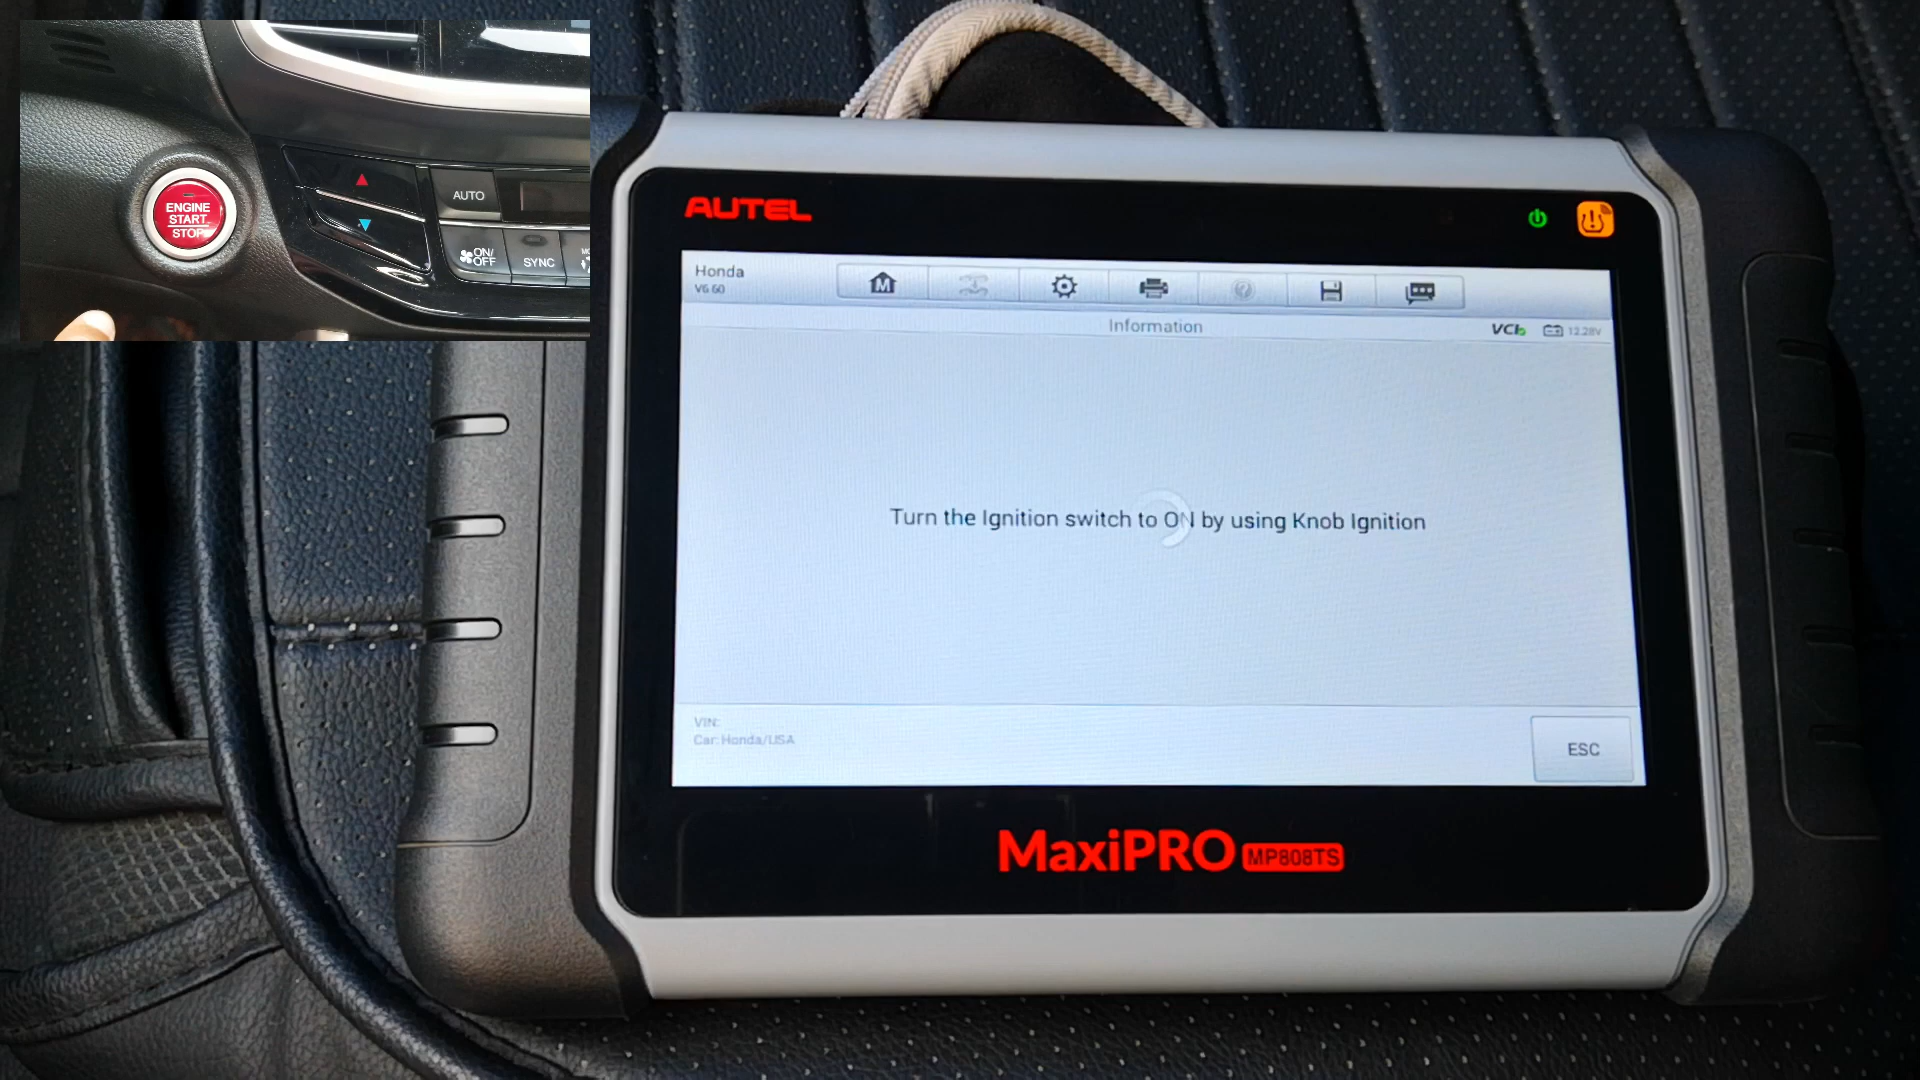 ENGINE
START
STOP
AUTO
ON/
OFF
SYNC
AUTEL
Honda
V6.60
M
Information
VCI
12.28V
Turn the Ignition switch to ON by using Knob Ignition
VIN:
Car: Honda/USA
ESC
MaxiPRO MP808TS